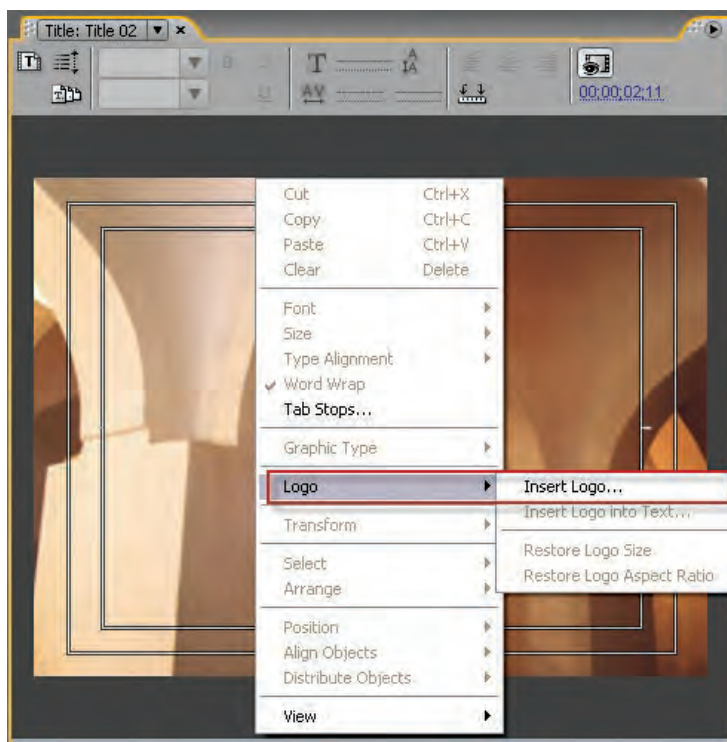 Title: Title 02
T
T
A
IA
B
U
AV
T
00;00;02;11
Cut Ctrl+X
Copy Ctrl+C
Paste Ctrl+V
Clear Delete
Font
Size
Type Alignment
Word Wrap
Tab Stops...
Graphic Type
Logo
Insert Logo...
Insert Logo into Text...
Transform
Restore Logo Size
Select
Restore Logo Aspect Ratio
Arrange
Position
Align Objects
Distribute Objects
View